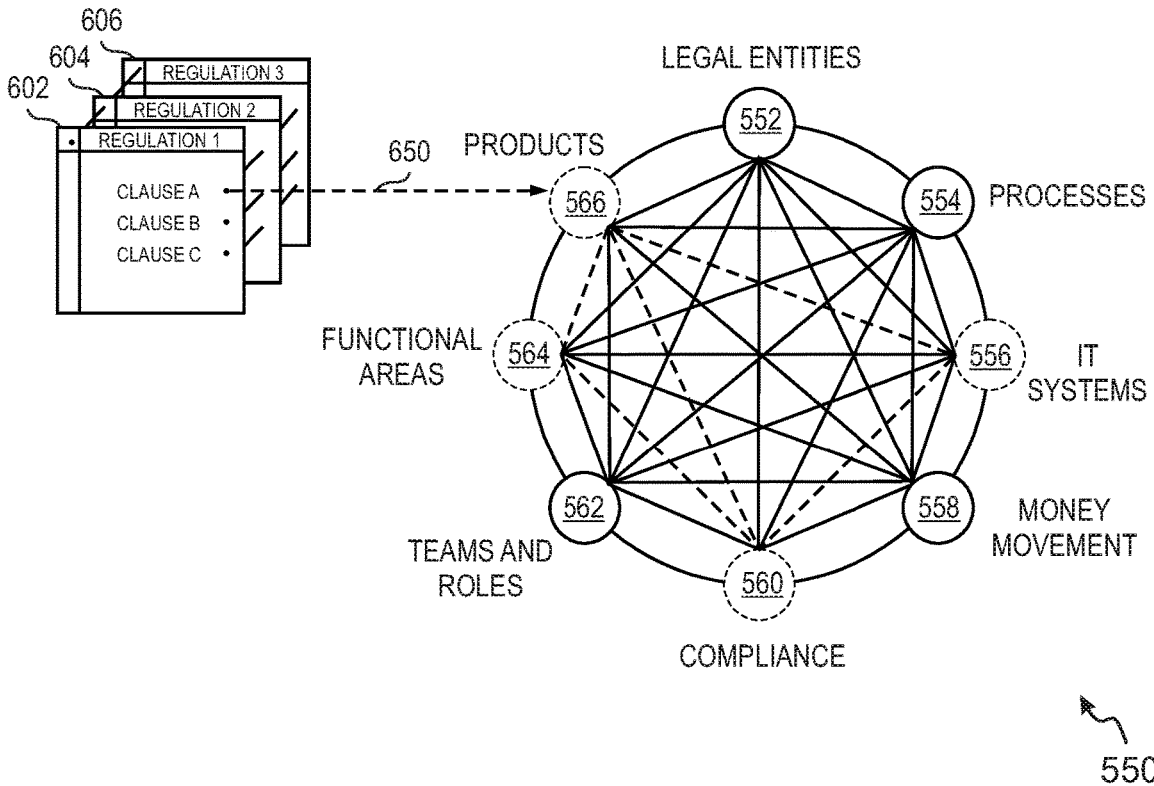 606
604
602
REGULATION 3
REGULATION 2
REGULATION 1
CLAUSE A
CLAUSE B
CLAUSE C
650
LEGAL ENTITIES
552
PRODUCTS
566
554
PROCESSES
FUNCTIONAL
AREAS
564
556
IT
SYSTEMS
562
TEAMS AND
ROLES
558
MONEY
MOVEMENT
560
COMPLIANCE
550